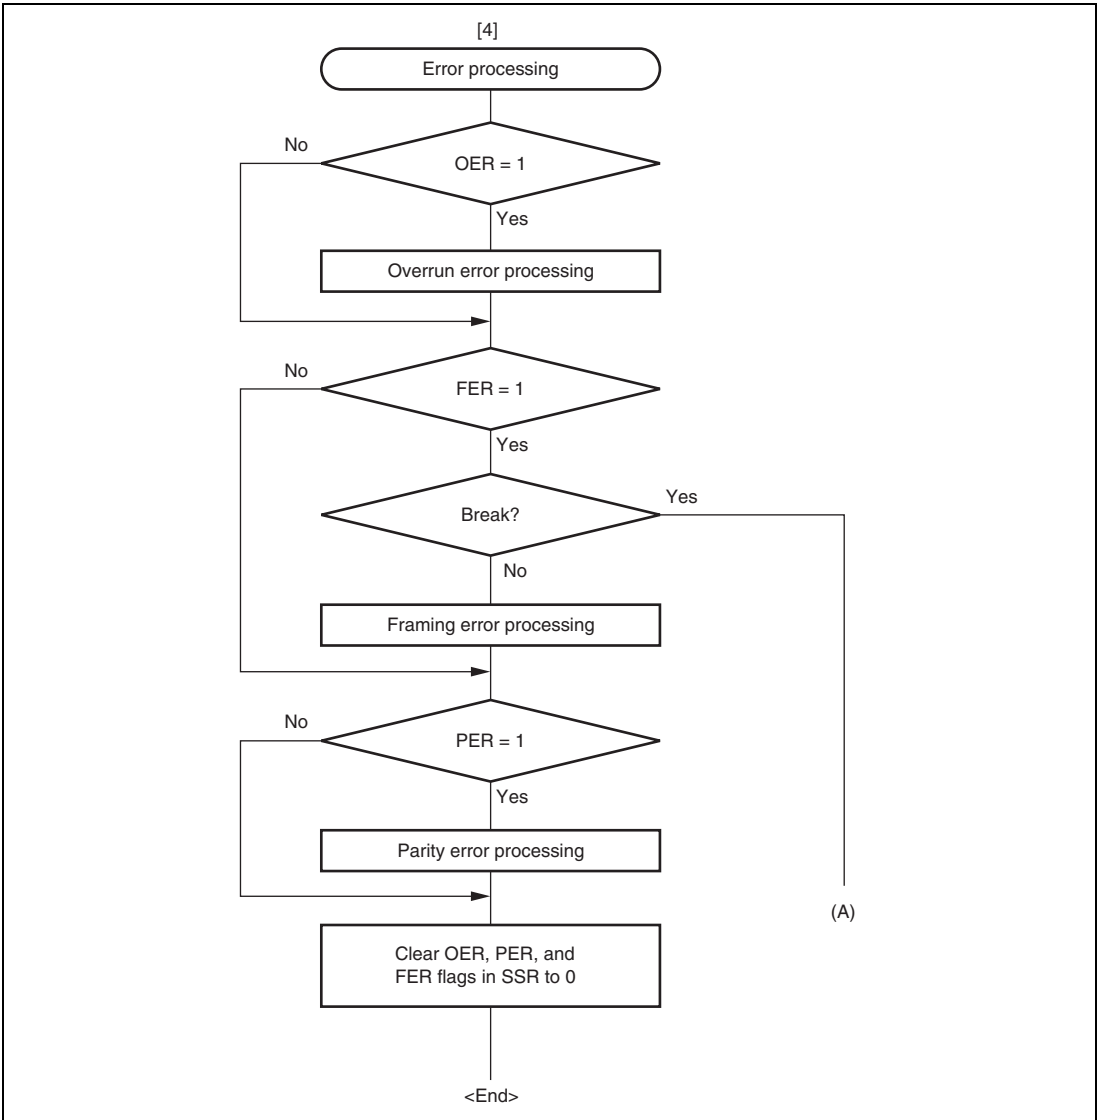 [4]
Error processing
No
OER = 1
Yes
Overrun error processing
No
FER = 1
Yes
Yes
Break?
No
Framing error processing
No
PER = 1
Yes
Parity error processing
(A)
Clear OER, PER, and
FER flags in SSR to 0
<End>